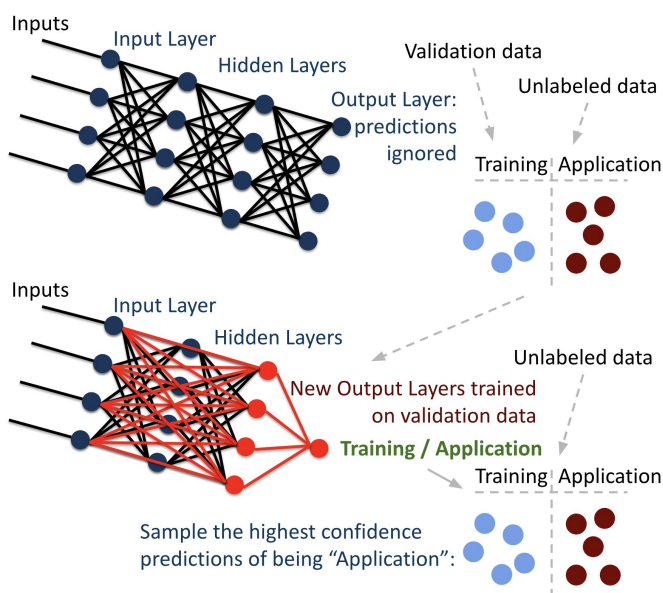 Inputs
Input Layer
Hidden Layers
Output Layer:
predictions
ignored
Validation data
Unlabeled data
Training
Application
Inputs
Input Layer
Hidden Layers
New Output Layers trained
on validation data
Training / Application
Unlabeled data
Training
Application
Sample the highest confidence
predictions of being “Application”: